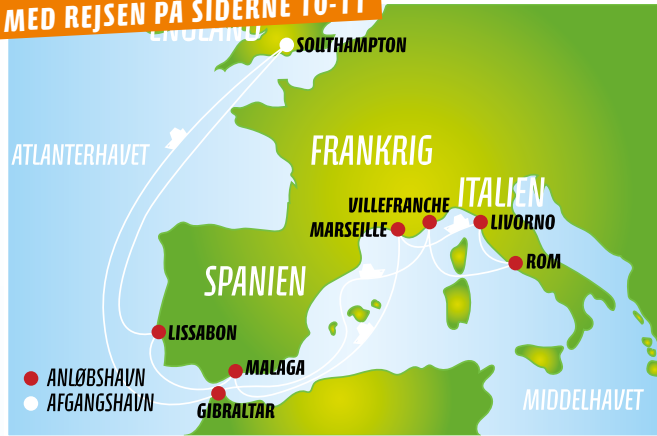 MED REJSEN PÅ SIDERNE 10-11
ENGLAND
SOUTHAMPTON
ATLANTERHAVET
FRANKRIG
ITALIEN
VILLEFRANCHE
MARSEILLE
LIVORNO
ROM
SPANIEN
LISSABON
MALAGA
ANLØBSHAVN
AFGANGSHAVN
GIBRALTAR
MIDDELHAVET